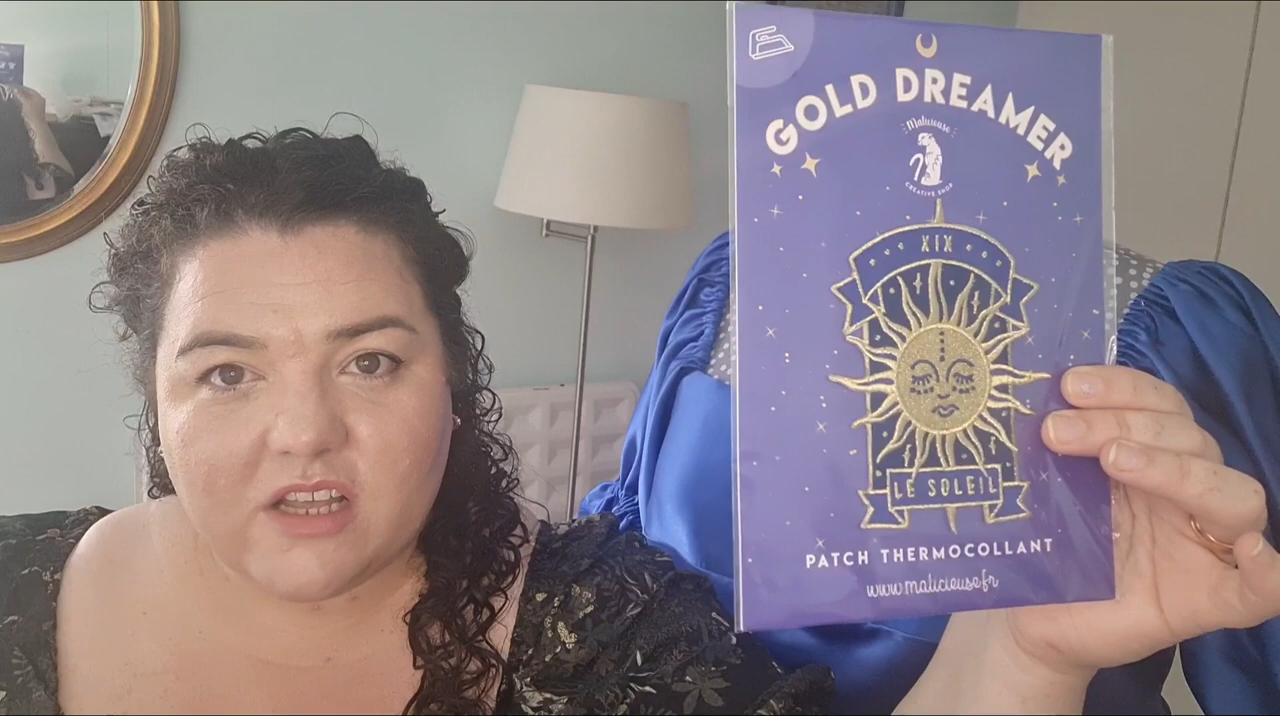 GOLD DREAMER
Malicieuse
CREATIVE SHOP
XIX
LE SOLEIL
PATCH THERMOCOLLANT
www.malicieuse.fr